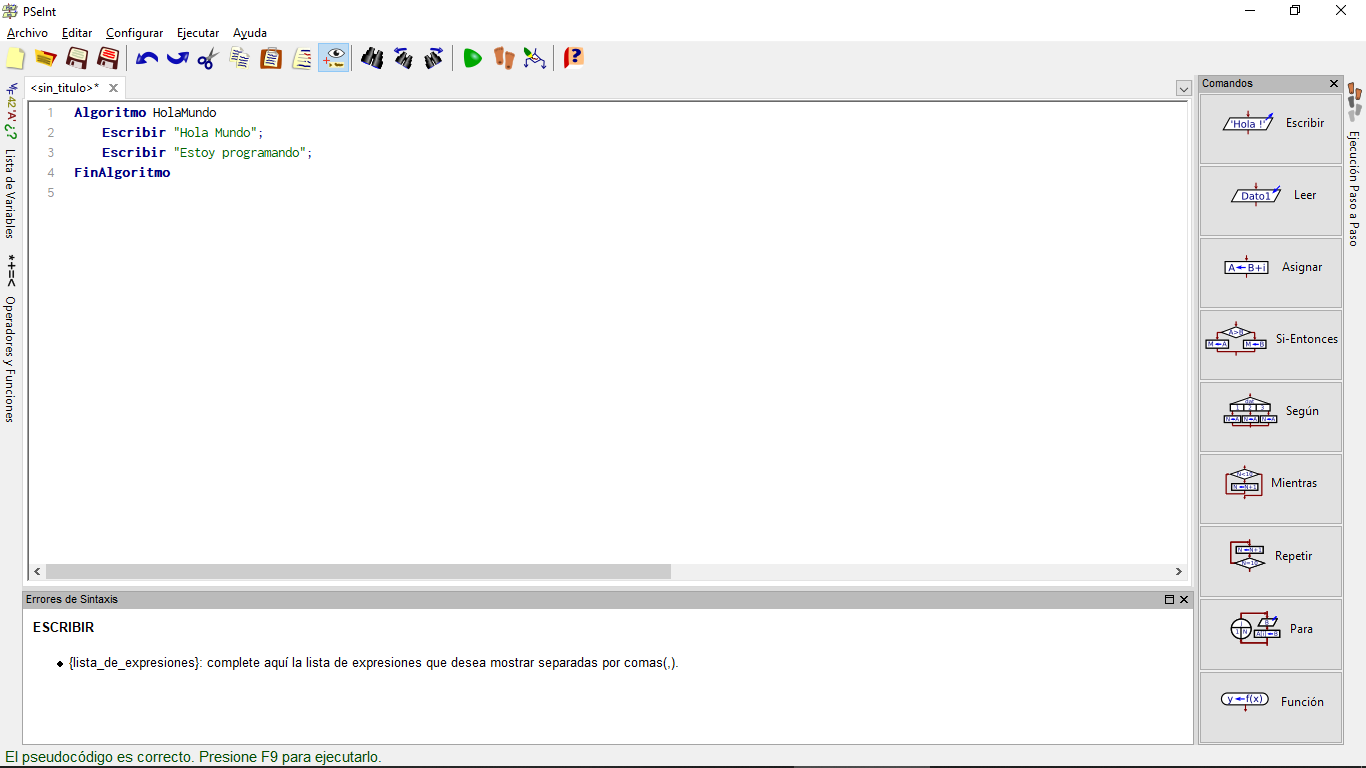 PSeInt
Archivo Editar Configurar Ejecutar Ayuda
<sin_titulo>*
1 Algoritmo HolaMundo
2 Escribir "Hola Mundo";
3 Escribir "Estoy programando";
4 FinAlgoritmo
5
Lista de Variables
*+=< Operadores y Funciones
Errores de Sintaxis
ESCRIBIR
{lista_de_expresiones}: complete aquí la lista de expresiones que desea mostrar separadas por comas(,).
El pseudocódigo es correcto. Presione F9 para ejecutarlo.
Comandos
'Hola !' Escribir
Dato1 Leer
A←B+i Asignar
A>B
M←A M←B Si-Entonces
Según
Mientras
Repetir
Para
y←f(x) Función
Ejecución Paso a Paso